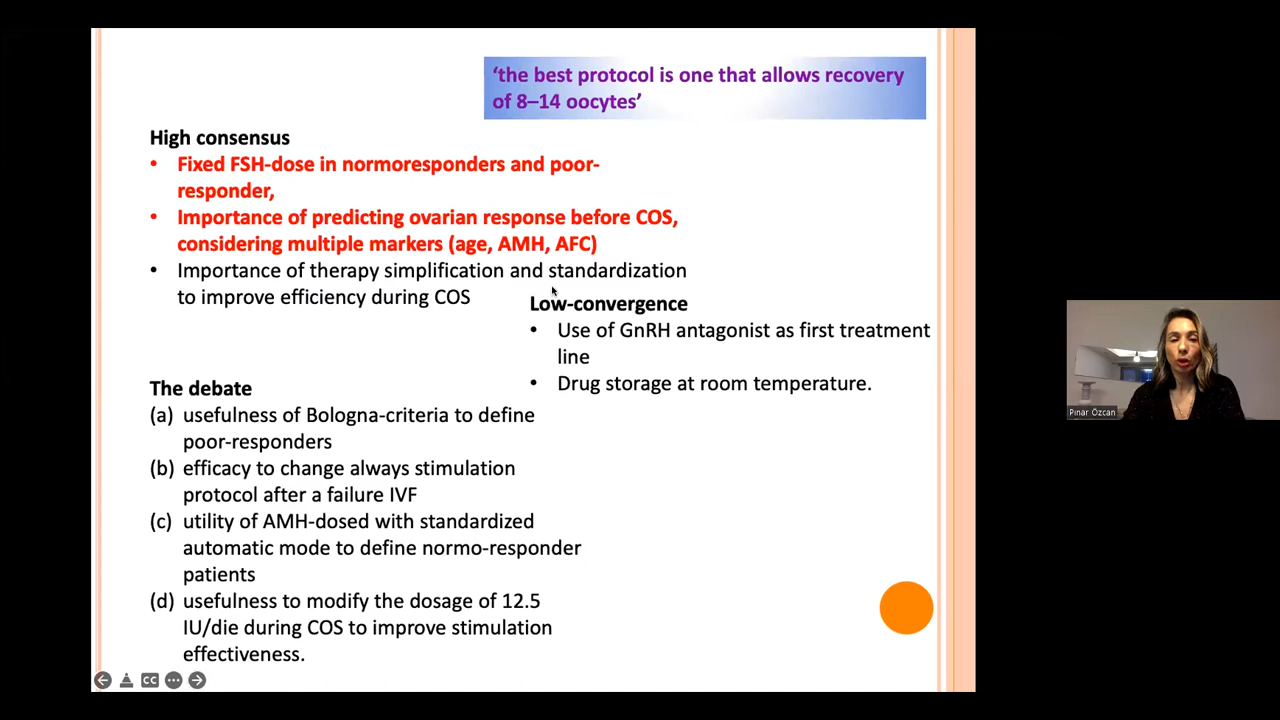 ‘the best protocol is one that allows recovery
of 8–14 oocytes’
High consensus
• Fixed FSH-dose in normoresponders and poor-
responder,
• Importance of predicting ovarian response before COS,
considering multiple markers (age, AMH, AFC)
• Importance of therapy simplification and standardization
to improve efficiency during COS
Low-convergence
• Use of GnRH antagonist as first treatment
line
• Drug storage at room temperature.
The debate
(a) usefulness of Bologna-criteria to define
poor-responders
(b) efficacy to change always stimulation
protocol after a failure IVF
(c) utility of AMH-dosed with standardized
automatic mode to define normo-responder
patients
(d) usefulness to modify the dosage of 12.5
IU/die during COS to improve stimulation
effectiveness.
CC
Pınar Özcan